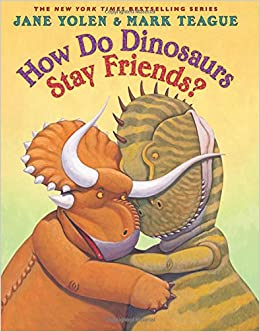 THE NEW YORK TIMES BESTSELLING SERIES
JANE YOLEN & MARK TEAGUE
How Do Dinosaurs
Stay Friends?